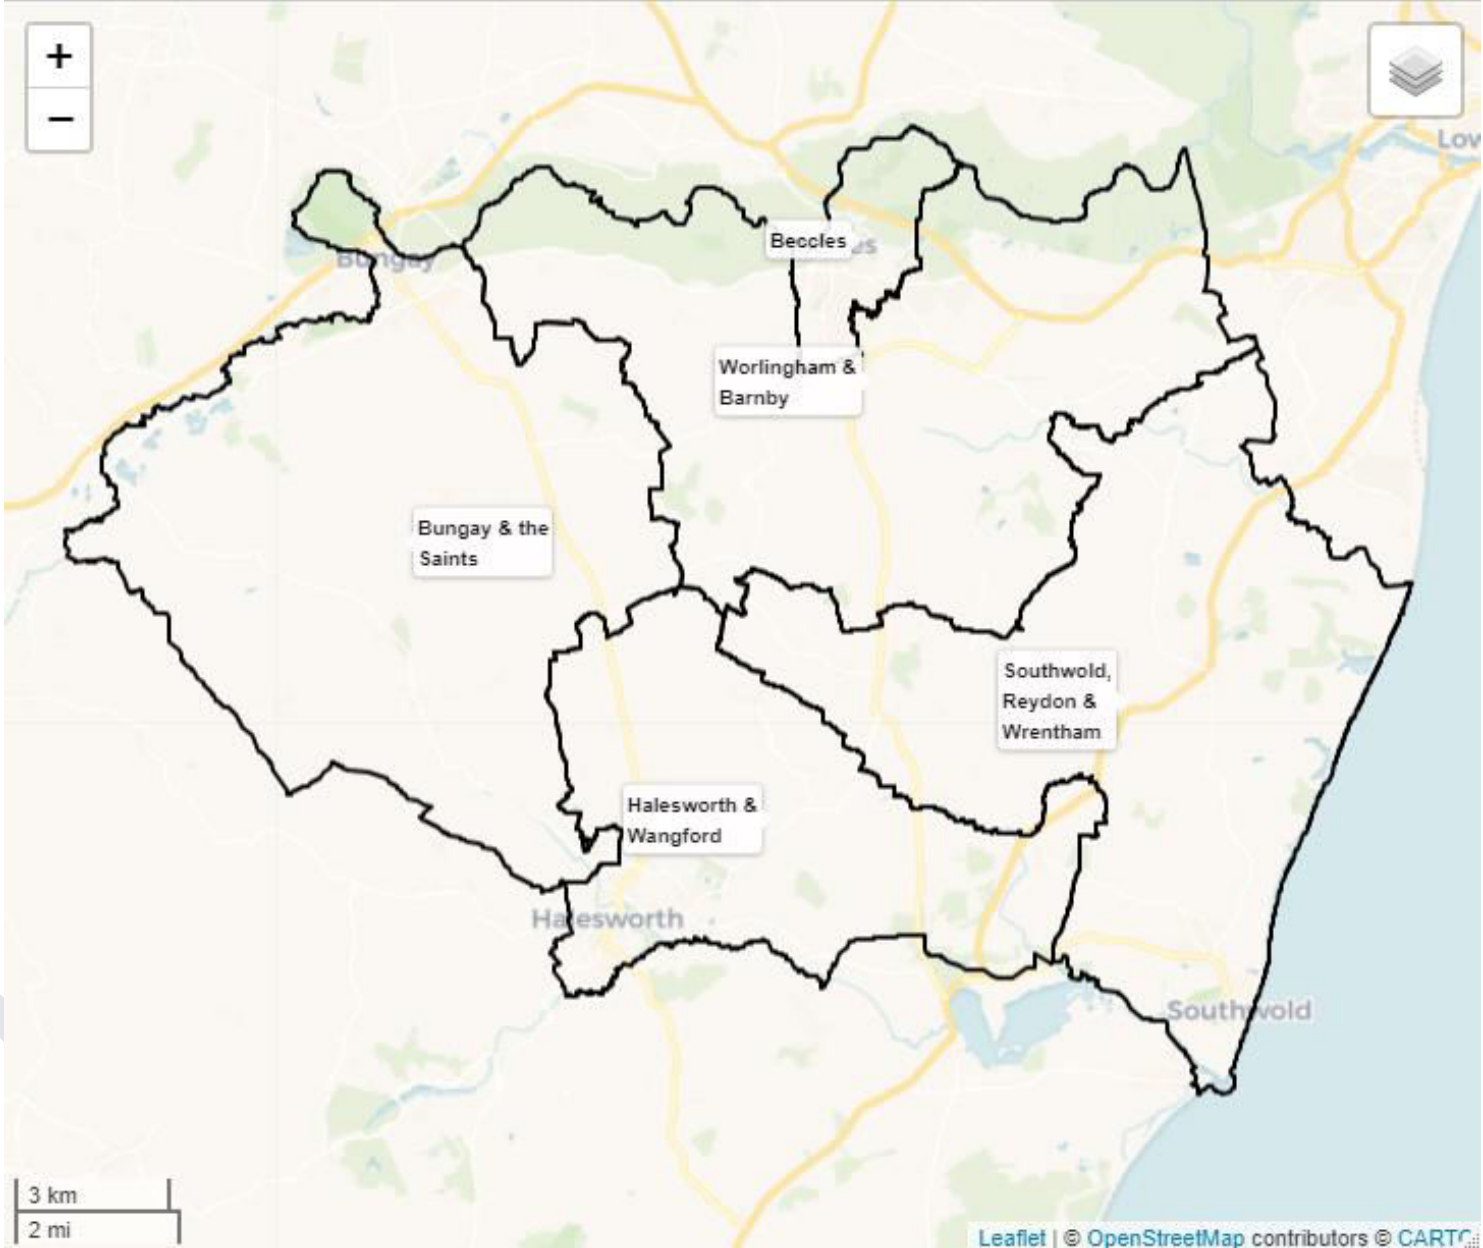 +
−
Low
Bungay
Beccles
es
Worlingham &
Barnby
Bungay & the
Saints
Southwold,
Reydon &
Wrentham
Halesworth &
Wangford
Halesworth
Southwold
3 km
2 mi
Leaflet | © OpenStreetMap contributors © CARTO